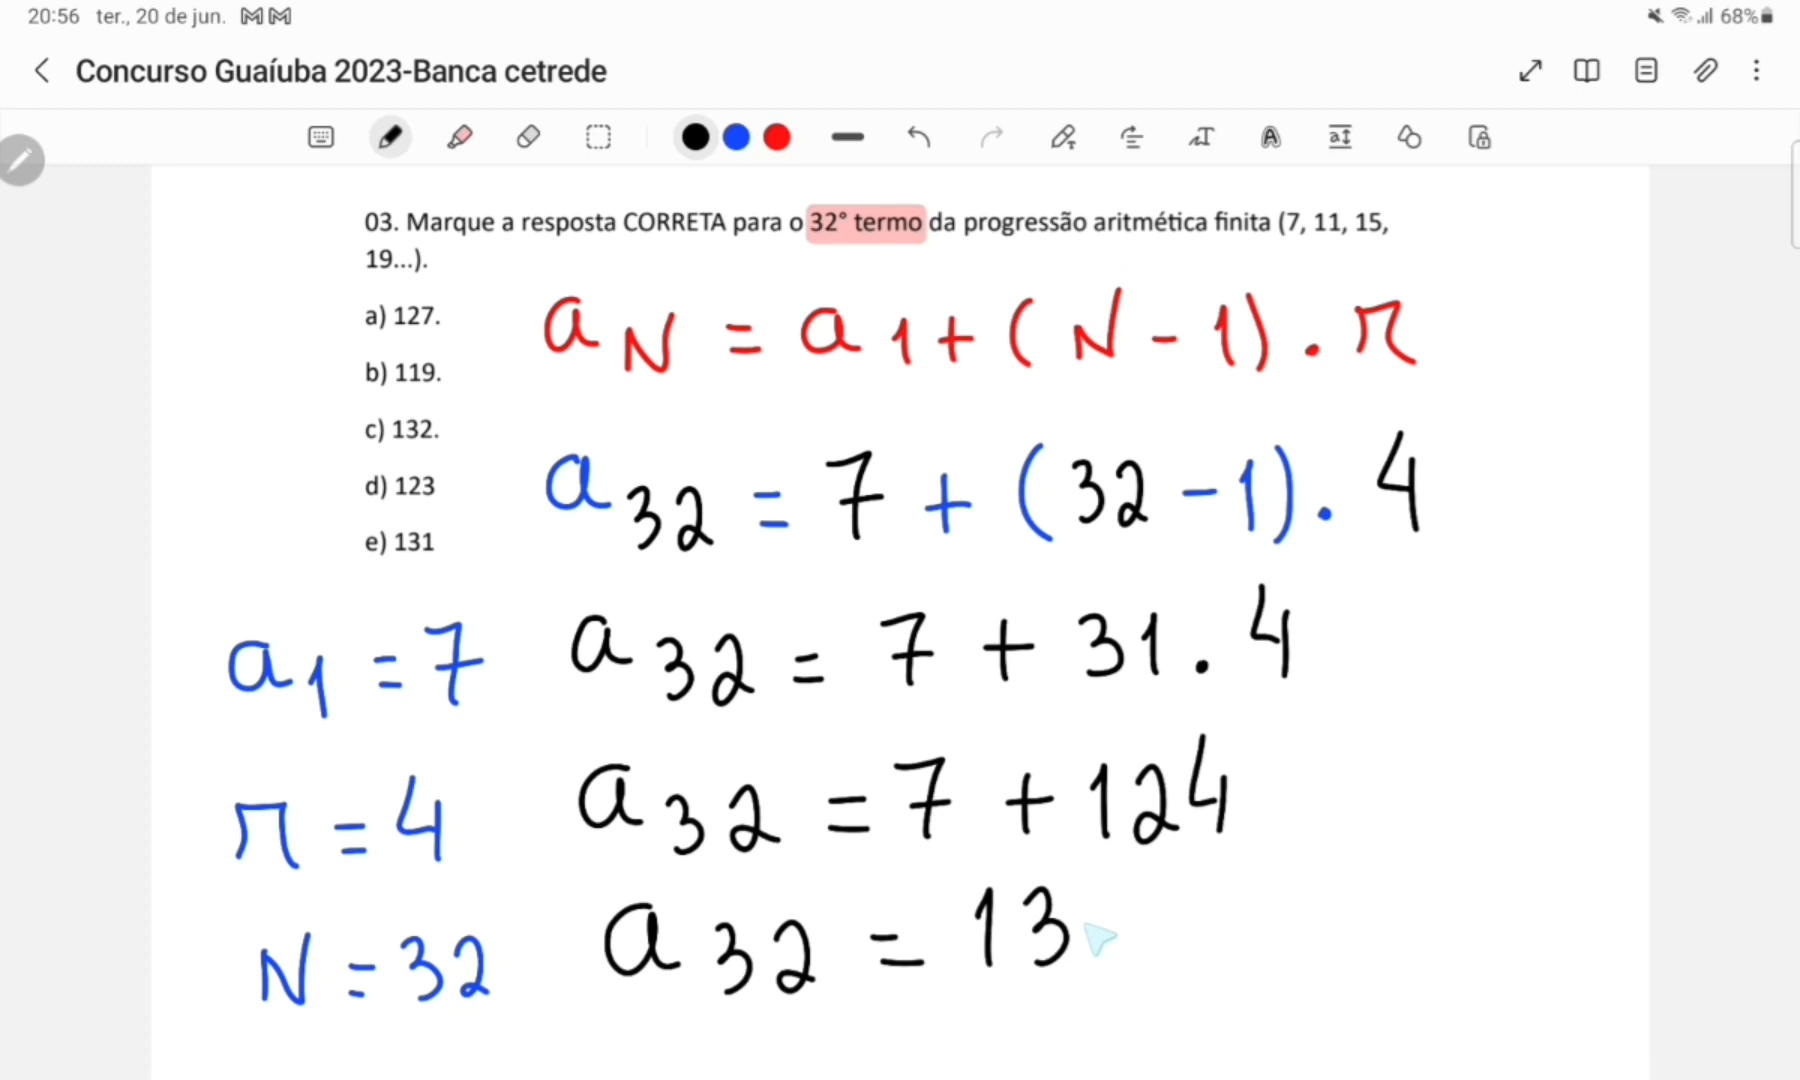 20:56 ter., 20 de jun. 68%
Concurso Guaíuba 2023-Banca cetrede
03. Marque a resposta CORRETA para o 32° termo da progressão aritmética finita (7, 11, 15,
19...).
a) 127.
b) 119.
c) 132.
d) 123
e) 131
aN = a1 + (N - 1) . r
a32 = 7 + (32 - 1) . 4
a1 = 7
a32 = 7 + 31 . 4
r = 4
a32 = 7 + 124
N = 32
a32 = 13